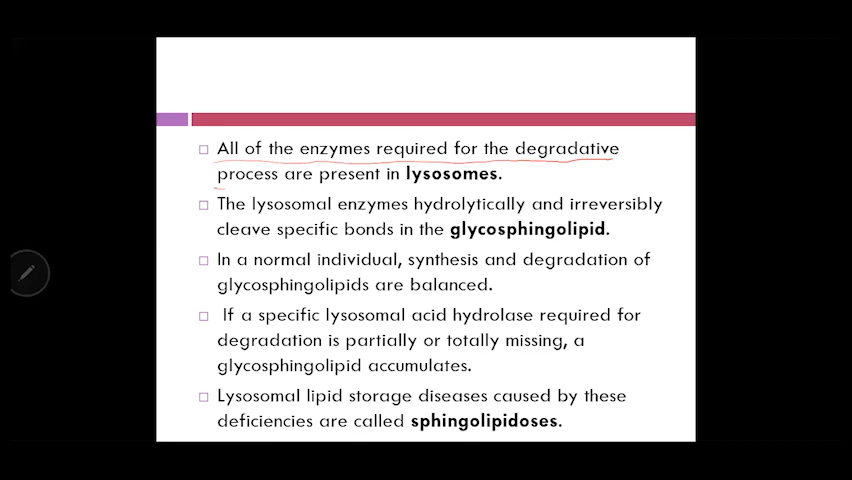 All of the enzymes required for the degradative
process are present in lysosomes.
The lysosomal enzymes hydrolytically and irreversibly
cleave specific bonds in the glycosphingolipid.
In a normal individual, synthesis and degradation of
glycosphingolipids are balanced.
If a specific lysosomal acid hydrolase required for
degradation is partially or totally missing, a
glycosphingolipid accumulates.
Lysosomal lipid storage diseases caused by these
deficiencies are called sphingolipidoses.